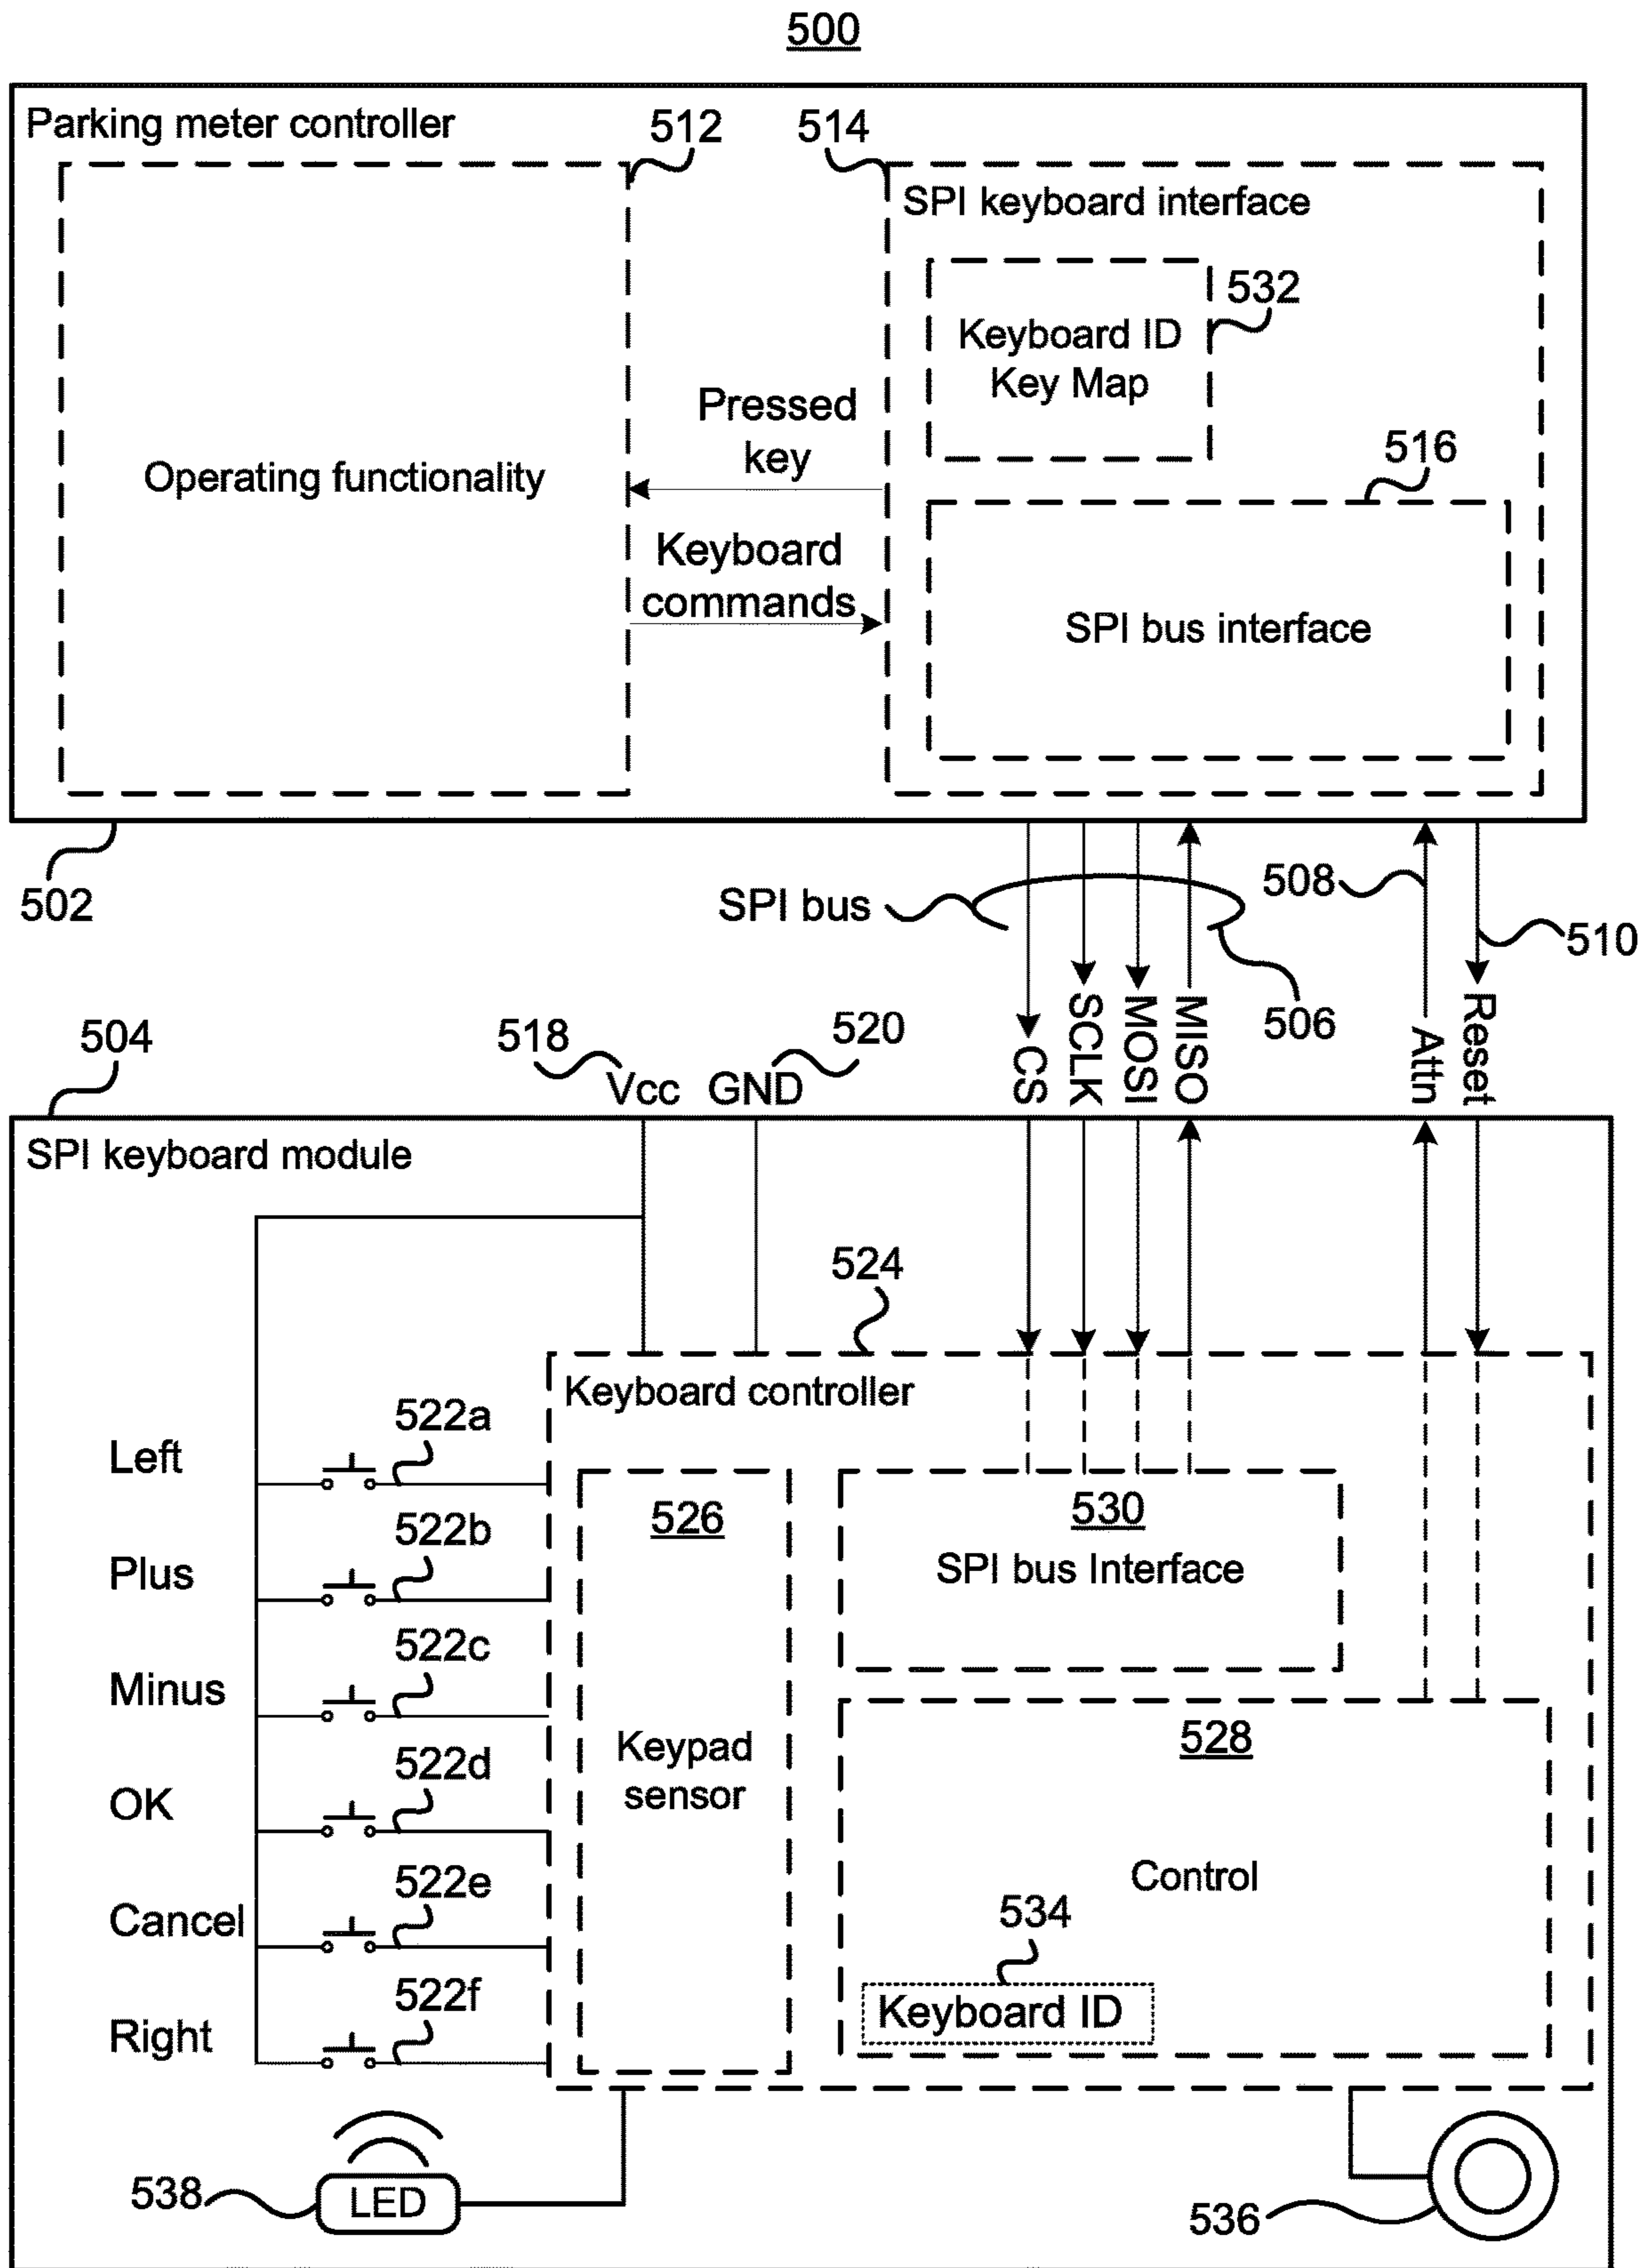 500
Parking meter controller
512
514
SPI keyboard interface
532
Keyboard ID
Key Map
Pressed
key
516
Operating functionality
Keyboard
commands
SPI bus interface
502
SPI bus
508
510
506
CS
SCLK
MOSI
MISO
Attn
Reset
504
518
520
Vcc
GND
SPI keyboard module
524
Keyboard controller
Left
522a
Plus
522b
Minus
522c
OK
522d
Cancel
522e
Right
522f
526
Keypad
sensor
530
SPI bus Interface
528
Control
534
Keyboard ID
538
LED
536